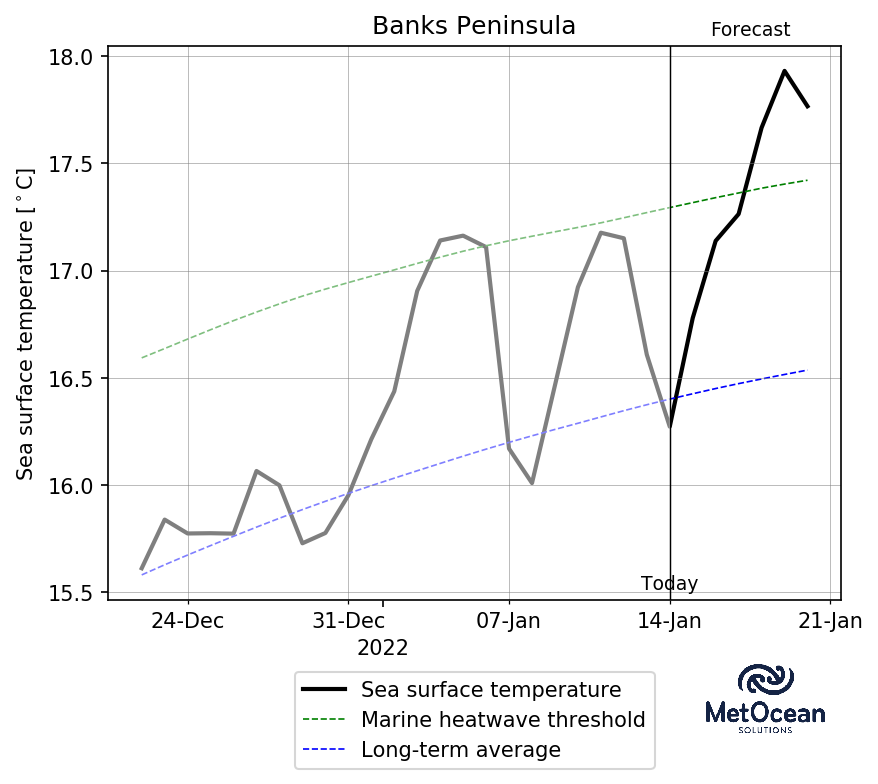 Banks Peninsula
Forecast
Sea surface temperature [°C]
18.0
17.5
17.0
16.5
16.0
15.5
Today
24-Dec 31-Dec 07-Jan 14-Jan 21-Jan
2022
Sea surface temperature
Marine heatwave threshold
Long-term average
MetOcean
SOLUTIONS